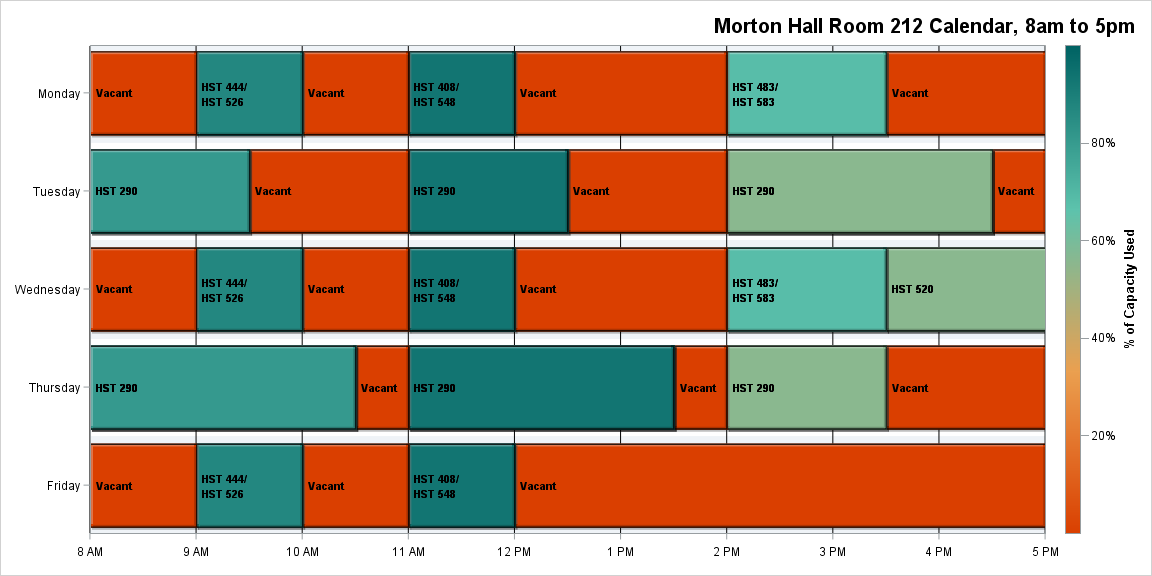 Morton Hall Room 212 Calendar, 8am to 5pm
Monday
Vacant
HST 444/
HST 526
Vacant
HST 408/
HST 548
Vacant
HST 483/
HST 583
Vacant
Tuesday
HST 290
Vacant
HST 290
Vacant
HST 290
Vacant
Wednesday
Vacant
HST 444/
HST 526
Vacant
HST 408/
HST 548
Vacant
HST 483/
HST 583
HST 520
Thursday
HST 290
Vacant
HST 290
Vacant
HST 290
Vacant
Friday
Vacant
HST 444/
HST 526
Vacant
HST 408/
HST 548
Vacant
8 AM 9 AM 10 AM 11 AM 12 PM 1 PM 2 PM 3 PM 4 PM 5 PM
80%
60%
40%
20%
% of Capacity Used